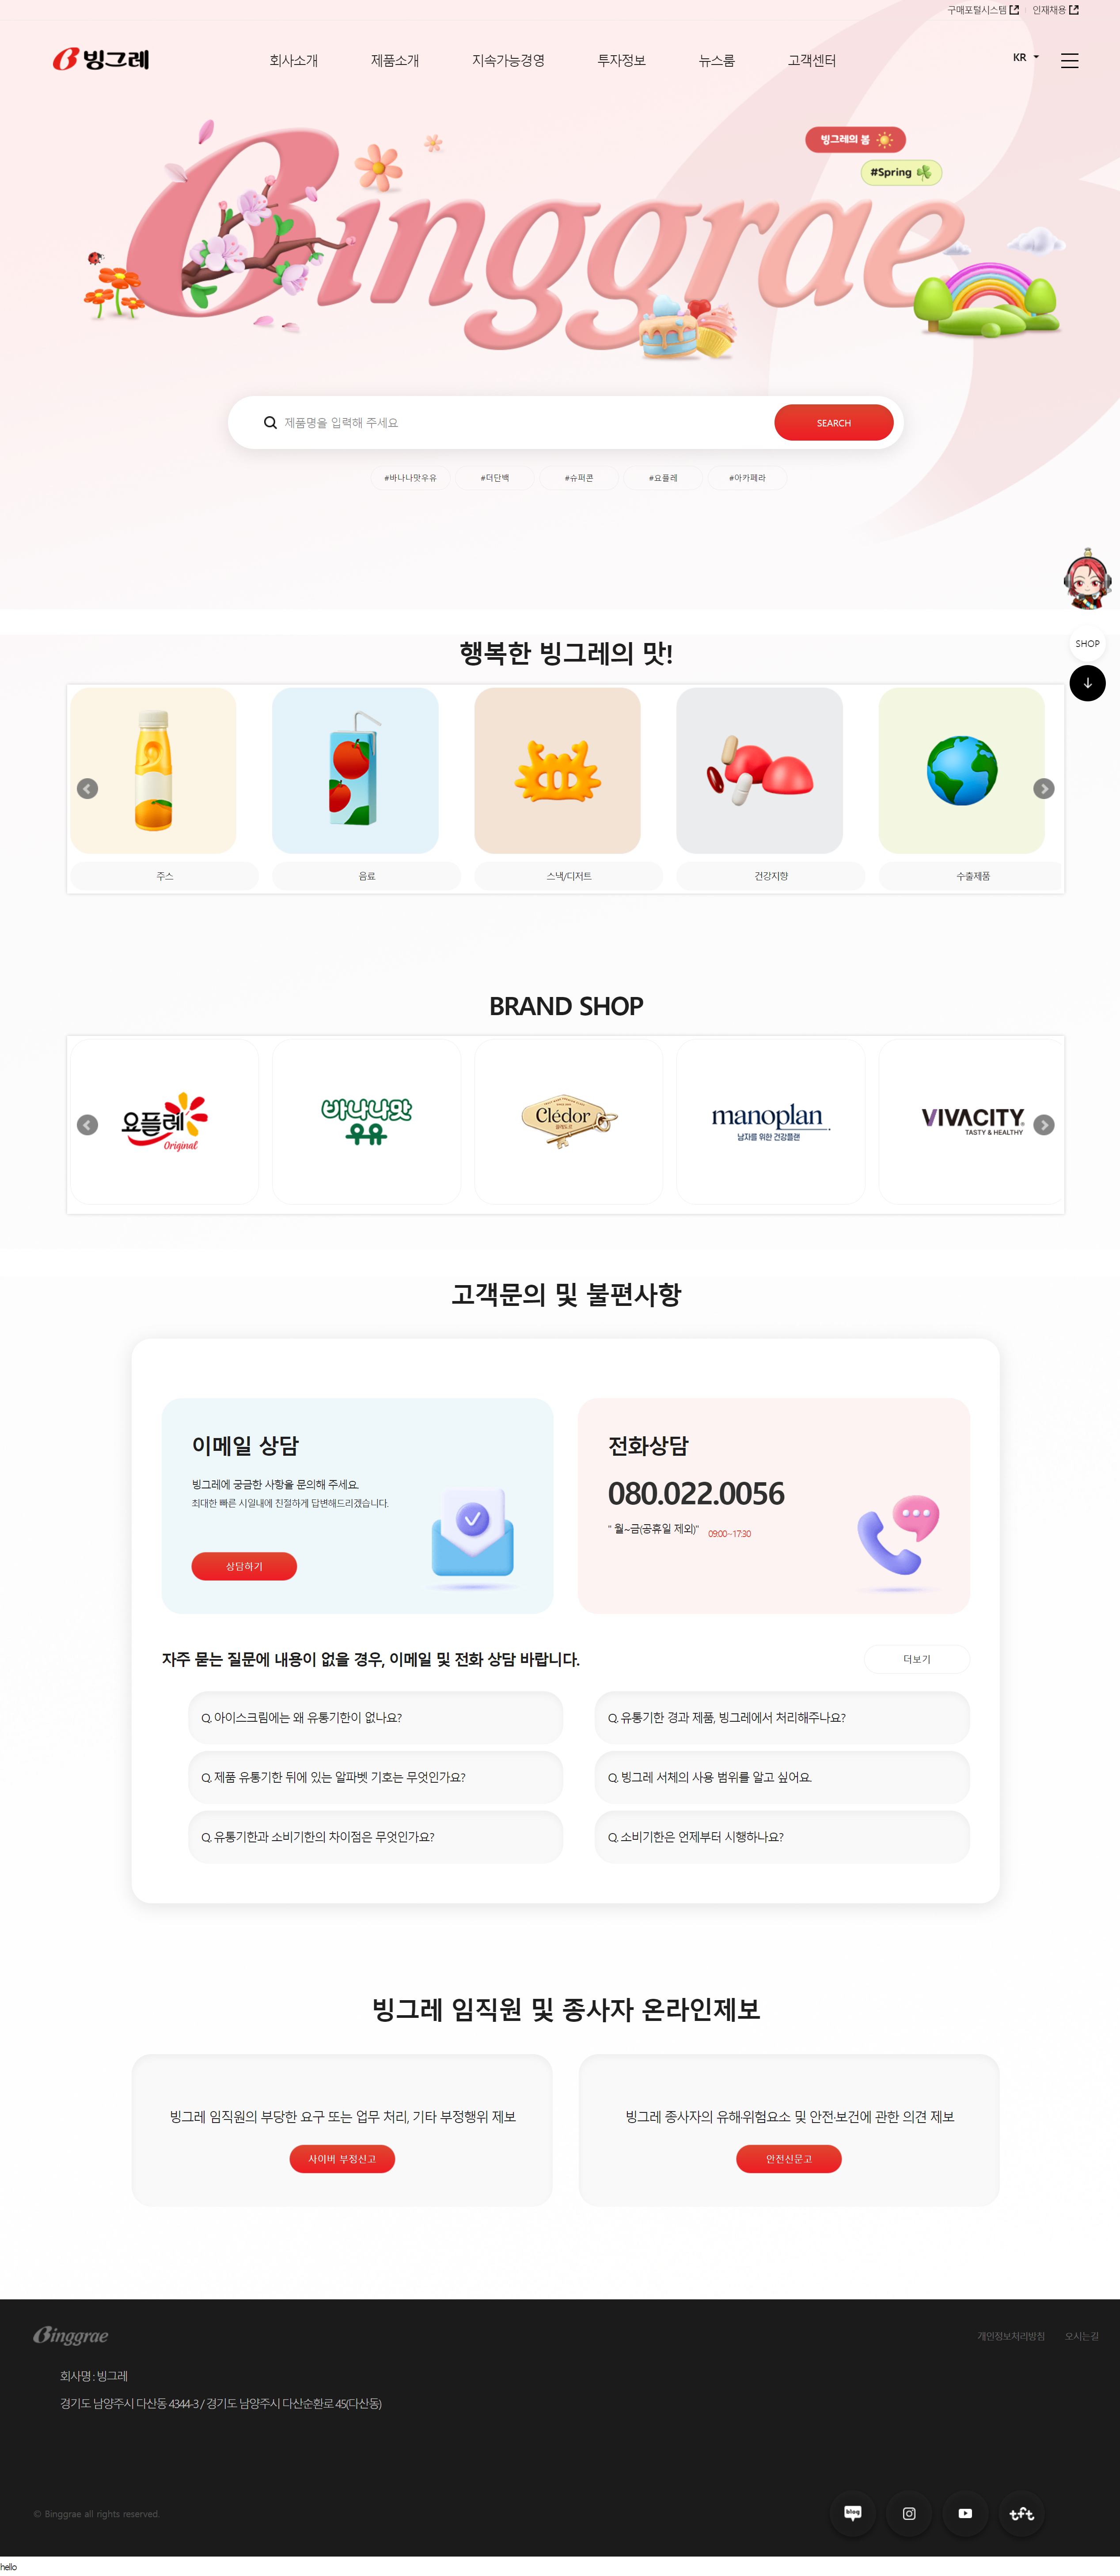 구매포털시스템
인재채용
빙그레
회사소개 제품소개 지속가능경영 투자정보 뉴스룸 고객센터
KR
빙그레의 봄
#Spring
Binggrae
제품명을 입력해 주세요
SEARCH
#바나나맛우유 #더단백 #슈퍼콘 #요플레 #아카페라
SHOP
행복한 빙그레의 맛!
주스 음료 스낵/디저트 건강지향 수출제품
BRAND SHOP
요플레
Original
바나나맛
우유
Clédor
끌레도르
manoplan
남자를 위한 건강플랜
VIVACITY
TASTY & HEALTHY
고객문의 및 불편사항
이메일 상담
빙그레에 궁금한 사항을 문의해 주세요.
최대한 빠른 시일내에 친절하게 답변해드리겠습니다.
상담하기
전화상담
080.022.0056
" 월~금(공휴일 제외)" 09:00~17:30
자주 묻는 질문에 내용이 없을 경우, 이메일 및 전화 상담 바랍니다.
더보기
Q. 아이스크림에는 왜 유통기한이 없나요?
Q. 유통기한 경과 제품, 빙그레에서 처리해주나요?
Q. 제품 유통기한 뒤에 있는 알파벳 기호는 무엇인가요?
Q. 빙그레 서체의 사용 범위를 알고 싶어요.
Q. 유통기한과 소비기한의 차이점은 무엇인가요?
Q. 소비기한은 언제부터 시행하나요?
빙그레 임직원 및 종사자 온라인제보
빙그레 임직원의 부당한 요구 또는 업무 처리, 기타 부정행위 제보
사이버 부정신고
빙그레 종사자의 유해·위험요소 및 안전·보건에 관한 의견 제보
안전신문고
Binggrae
개인정보처리방침 오시는길
회사명 : 빙그레
경기도 남양주시 다산동 4344-3 / 경기도 남양주시 다산순환로 45(다산동)
© Binggrae all rights reserved.
blog
tft
hello